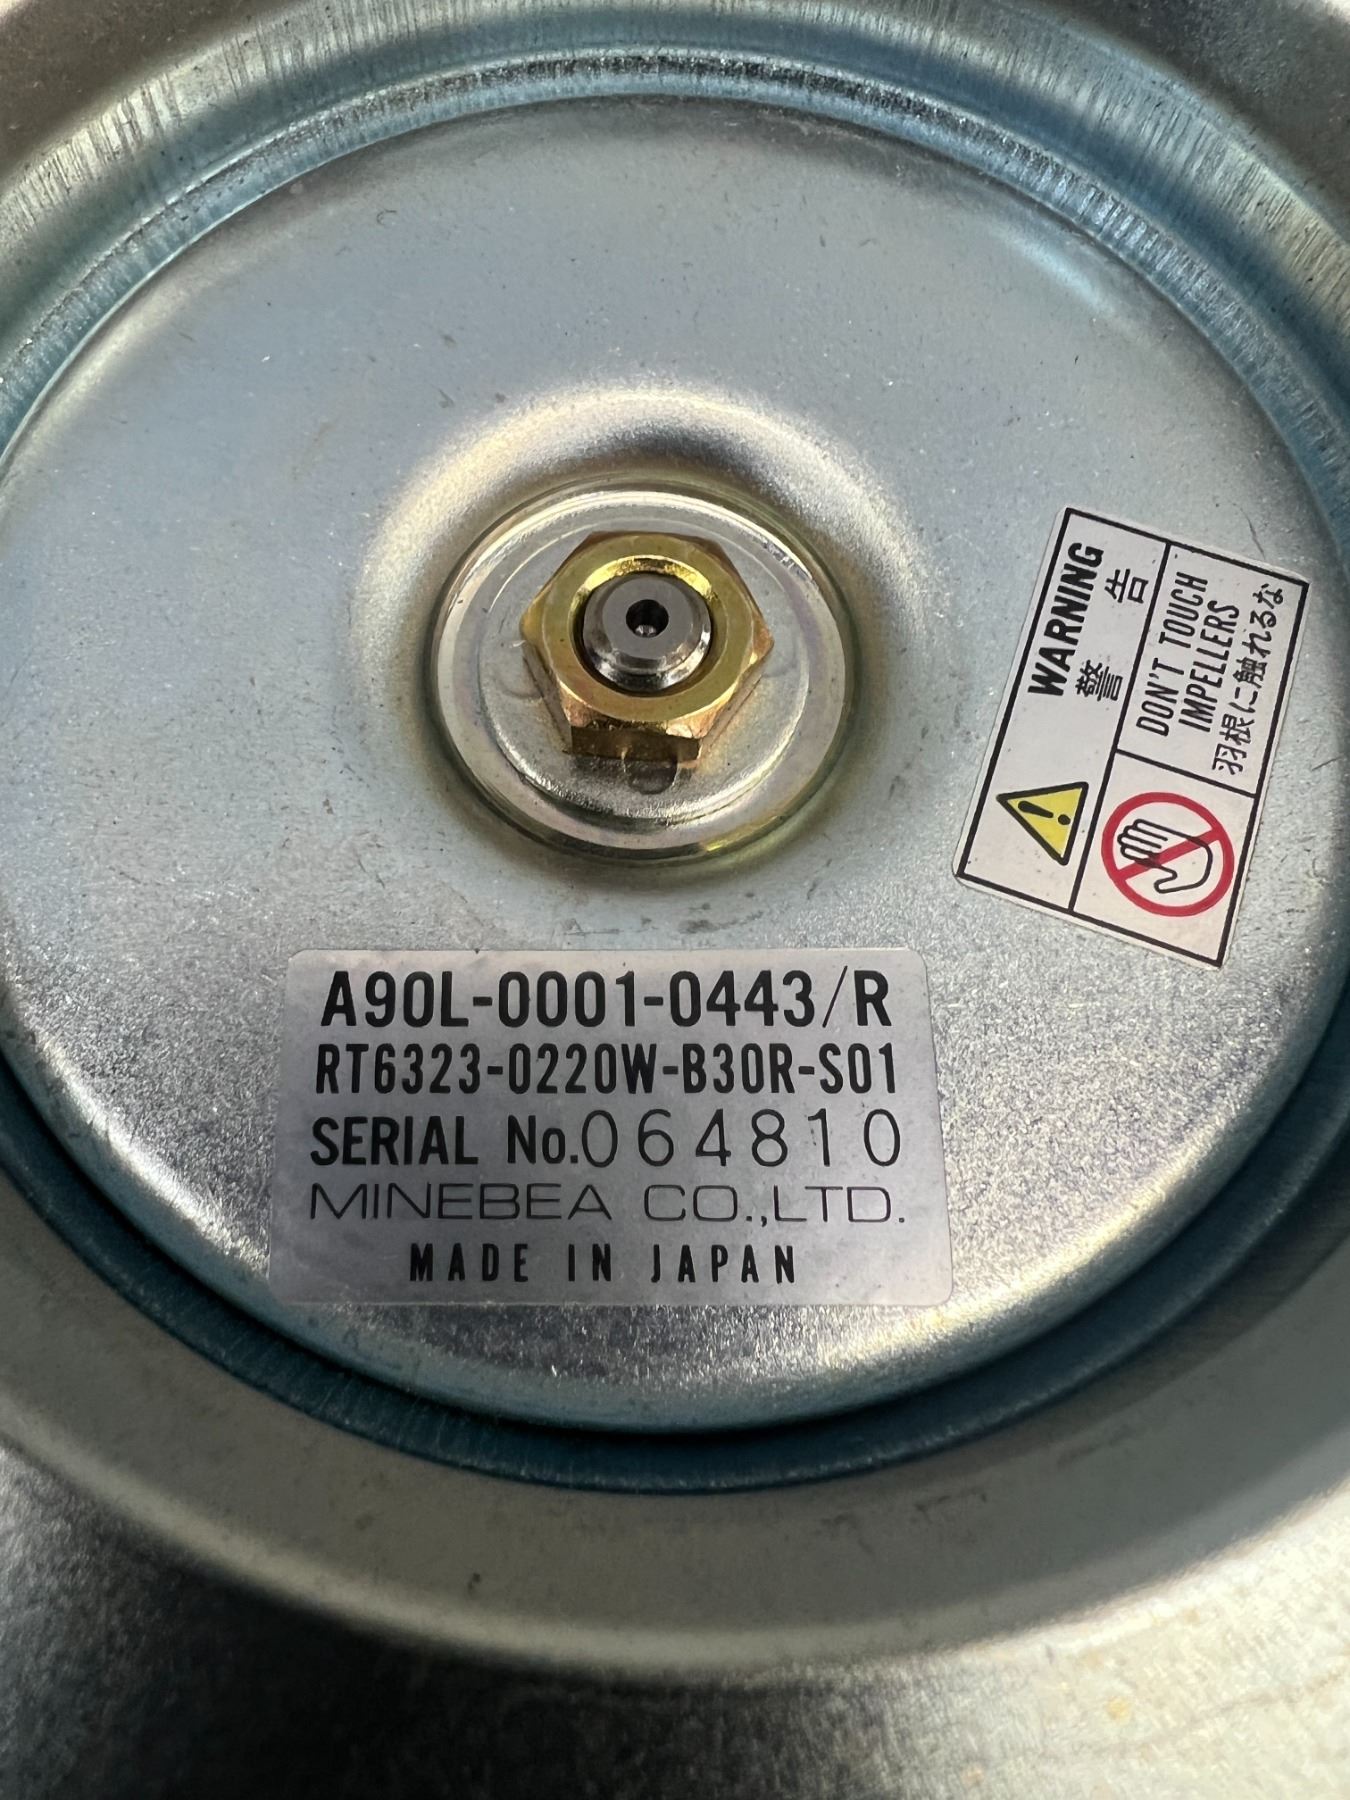 WARNING
警告
DON'T TOUCH
IMPELLERS
羽根に触れるな
A90L-0001-0443/R
RT6323-0220W-B30R-S01
SERIAL No.064810
MINEBEA CO.,LTD.
MADE IN JAPAN